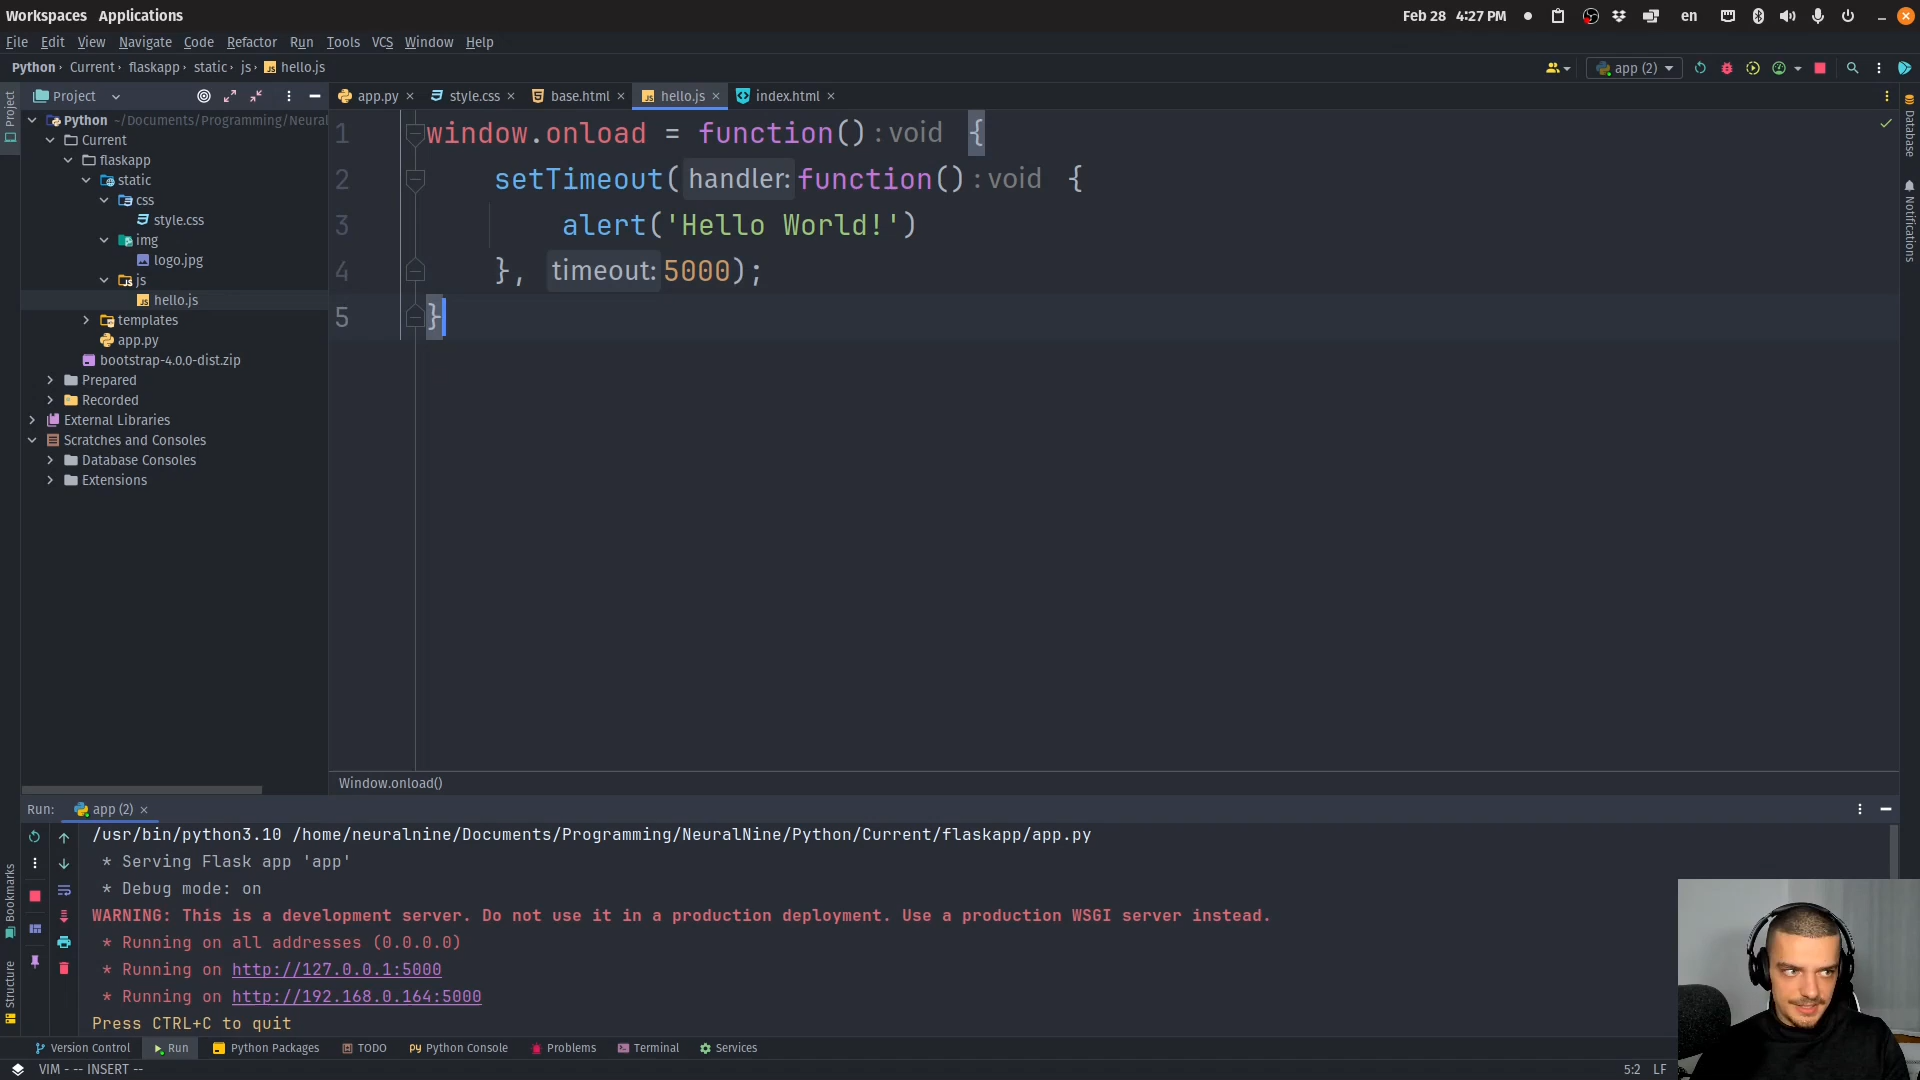 Workspaces Applications Feb 28 4:27 PM en
File Edit View Navigate Code Refactor Run Tools VCS Window Help
Python › Current › flaskapp › static › js › hello.js app (2)
Project Project app.py style.css base.html hello.js index.html
Python ~/Documents/Programming/Neural
Current
flaskapp
static
css
style.css
img
logo.jpg
js
hello.js
templates
app.py
bootstrap-4.0.0-dist.zip
Prepared
Recorded
External Libraries
Scratches and Consoles
Database Consoles
Extensions
1 window.onload = function() : void {
2 setTimeout( handler: function() : void {
3 alert('Hello World!')
4 }, timeout: 5000);
5 }
Database
Notifications
Window.onload()
Run: app (2)
/usr/bin/python3.10 /home/neuralnine/Documents/Programming/NeuralNine/Python/Current/flaskapp/app.py
* Serving Flask app 'app'
* Debug mode: on
WARNING: This is a development server. Do not use it in a production deployment. Use a production WSGI server instead.
* Running on all addresses (0.0.0.0)
* Running on http://127.0.0.1:5000
* Running on http://192.168.0.164:5000
Press CTRL+C to quit
Bookmarks
Structure
Version Control Run Python Packages TODO Python Console Problems Terminal Services
VIM - -- INSERT -- 5:2 LF